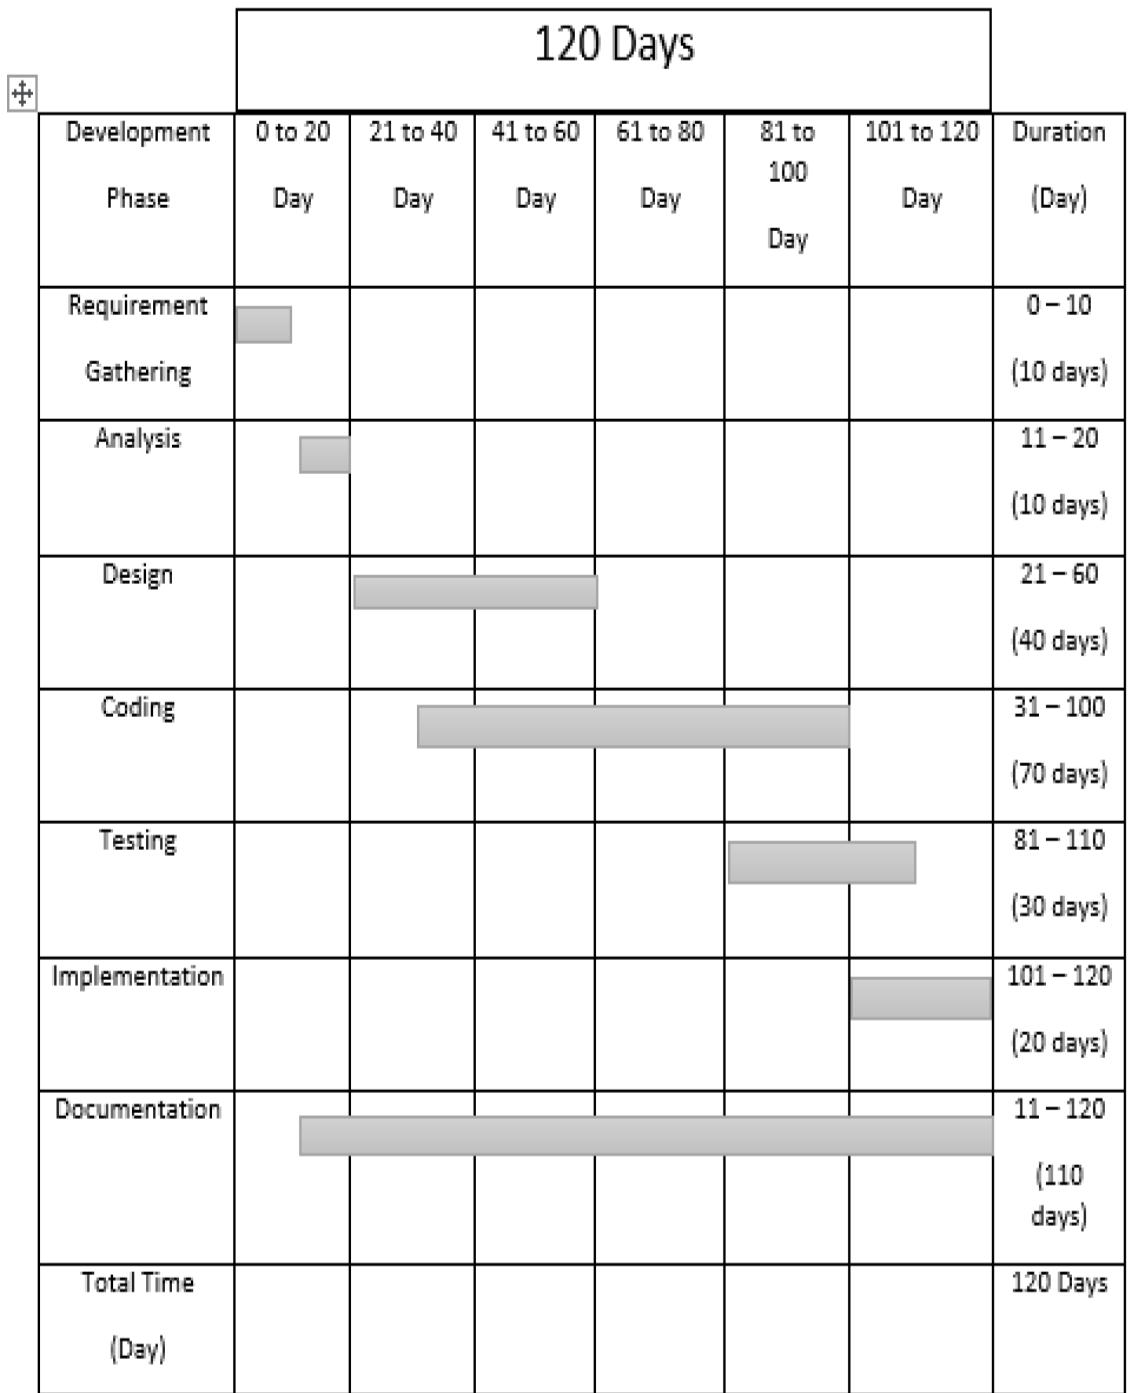 120 Days
Development Phase
0 to 20 Day
21 to 40 Day
41 to 60 Day
61 to 80 Day
81 to 100 Day
101 to 120 Day
Duration (Day)
Requirement Gathering
0 – 10
(10 days)
Analysis
11 – 20
(10 days)
Design
21 – 60
(40 days)
Coding
31 – 100
(70 days)
Testing
81 – 110
(30 days)
Implementation
101 – 120
(20 days)
Documentation
11 – 120
(110 days)
Total Time (Day)
120 Days